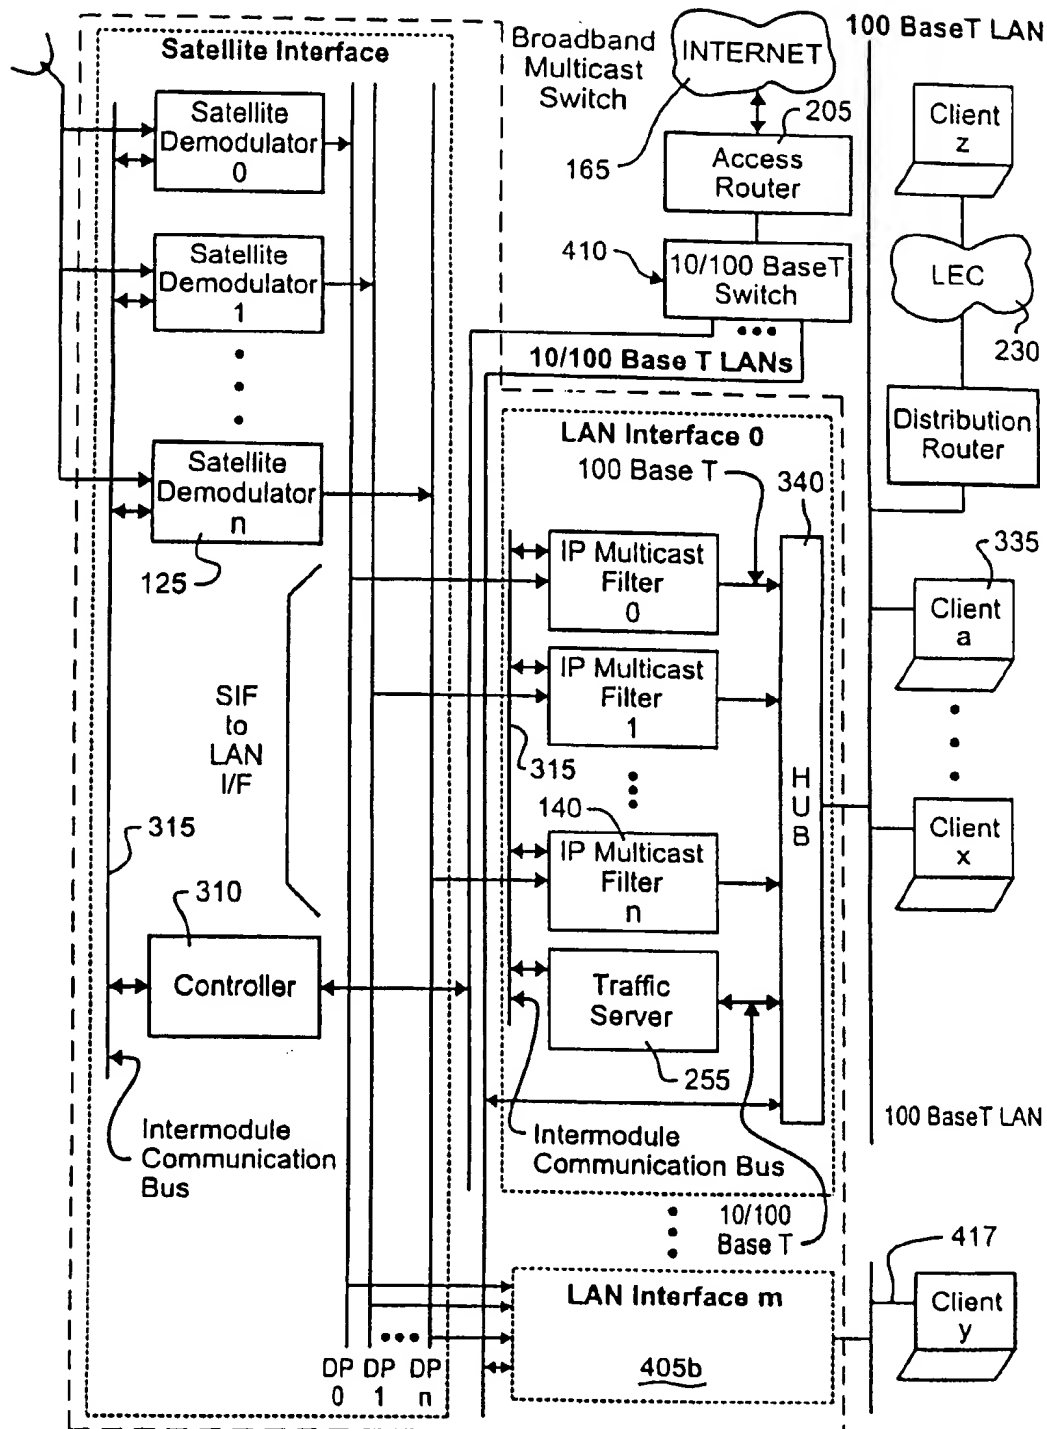 Satellite Interface
Broadband
Multicast
Switch
INTERNET
100 BaseT LAN
165
205
Access
Router
Client
z
Satellite
Demodulator
0
Satellite
Demodulator
1
410
10/100 BaseT
Switch
LEC
230
10/100 Base T LANs
Satellite
Demodulator
n
125
LAN Interface 0
100 Base T
340
Distribution
Router
IP Multicast
Filter
0
335
Client
a
IP Multicast
Filter
1
315
SIF
to
LAN
I/F
HUB
140
IP Multicast
Filter
n
Client
x
315
310
Controller
Traffic
Server
255
Intermodule
Communication
Bus
Intermodule
Communication Bus
100 BaseT LAN
10/100
Base T
417
LAN Interface m
405b
Client
y
DP DP DP
0 1 n